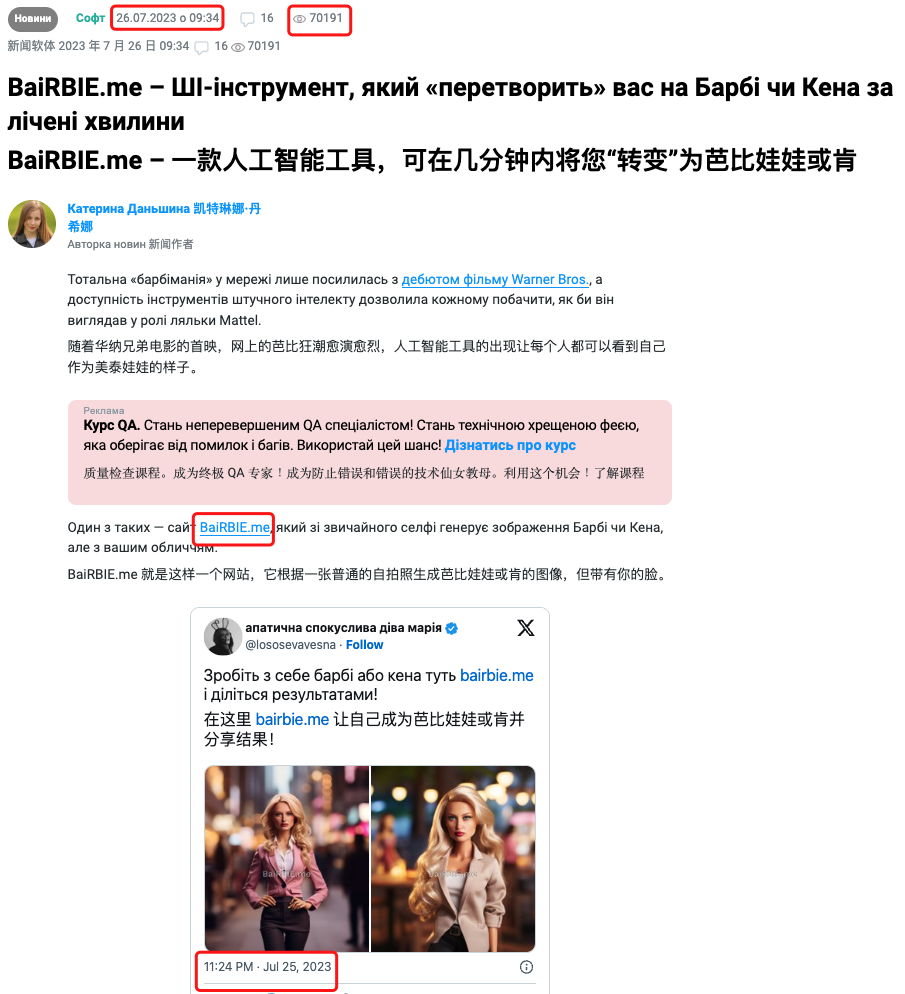 Новини Софт 26.07.2023 о 09:34 16 70191
新闻软体 2023 年 7 月 26 日 09:34 16 70191
BaiRBIE.me – ШІ-інструмент, який «перетворить» вас на Барбі чи Кена за
лічені хвилини
BaiRBIE.me – 一款人工智能工具，可在几分钟内将您“转变”为芭比娃娃或肯
Катерина Даньшина 凯特琳娜·丹
希娜
Авторка новин 新闻作者
Тотальна «барбіманія» у мережі лише посилилась з дебютом фільму Warner Bros., а
доступність інструментів штучного інтелекту дозволила кожному побачити, як би він
виглядав у ролі ляльки Mattel.
随着华纳兄弟电影的首映，网上的芭比狂潮愈演愈烈，人工智能工具的出现让每个人都可以看到自己
作为美泰娃娃的样子。
Реклама
Курс QA. Стань неперевершеним QA спеціалістом! Стань технічною хрещеною феєю,
яка оберігає від помилок і багів. Використай цей шанс! Дізнатись про курс
质量检查课程。成为终极 QA 专家！成为防止错误和错误的技术仙女教母。利用这个机会！了解课程
Один з таких — сайт BaiRBIE.me, який зі звичайного селфі генерує зображення Барбі чи Кена,
але з вашим обличчям.
BaiRBIE.me 就是这样一个网站，它根据一张普通的自拍照生成芭比娃娃或肯的图像，但带有你的脸。
апатична спокуслива діва марія
@lososevavesna · Follow
Зробіть з себе барбі або кена туть bairbie.me
і діліться результатами!
在这里 bairbie.me 让自己成为芭比娃娃或肯并
分享结果！
BaiRBIE.me
BaiRBIE.me
11:24 PM · Jul 25, 2023